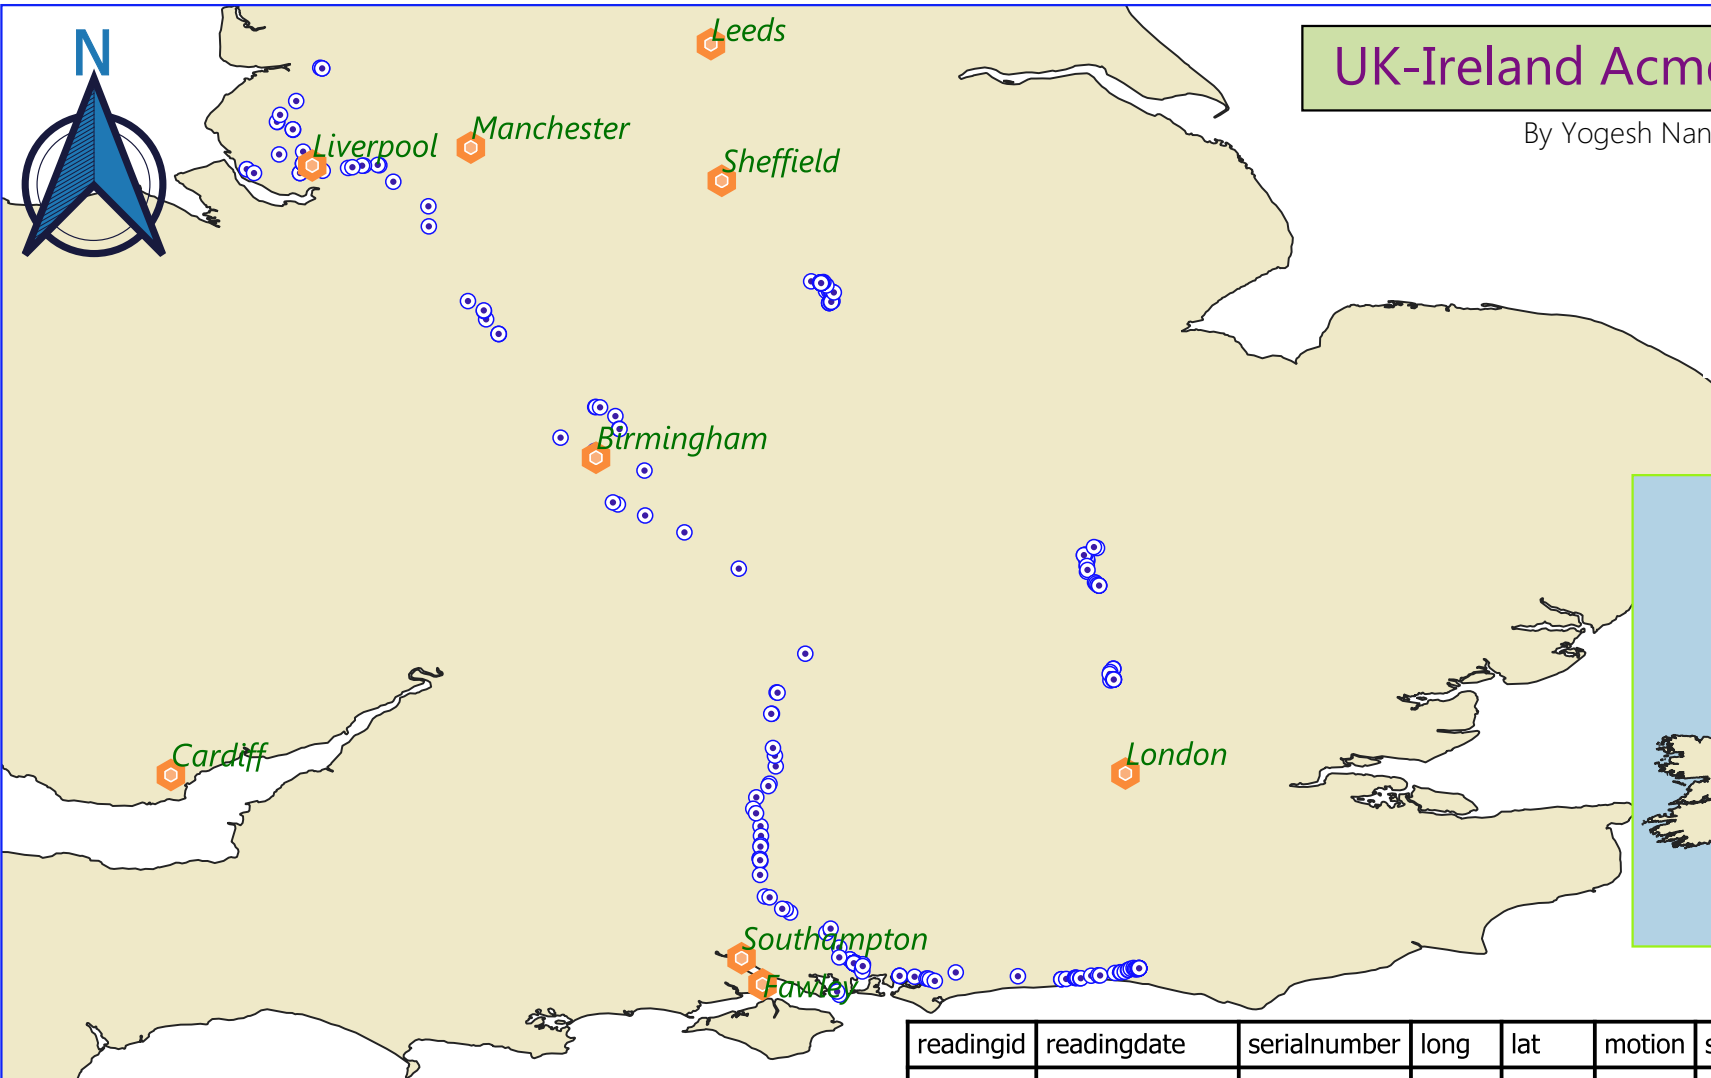 Leeds
N
UK-Ireland Acm
By Yogesh Nan
Manchester
Liverpool
Sheffield
Birmingham
Cardiff
London
Southampton
Fawley
readingid readingdate serialnumber long lat motion s